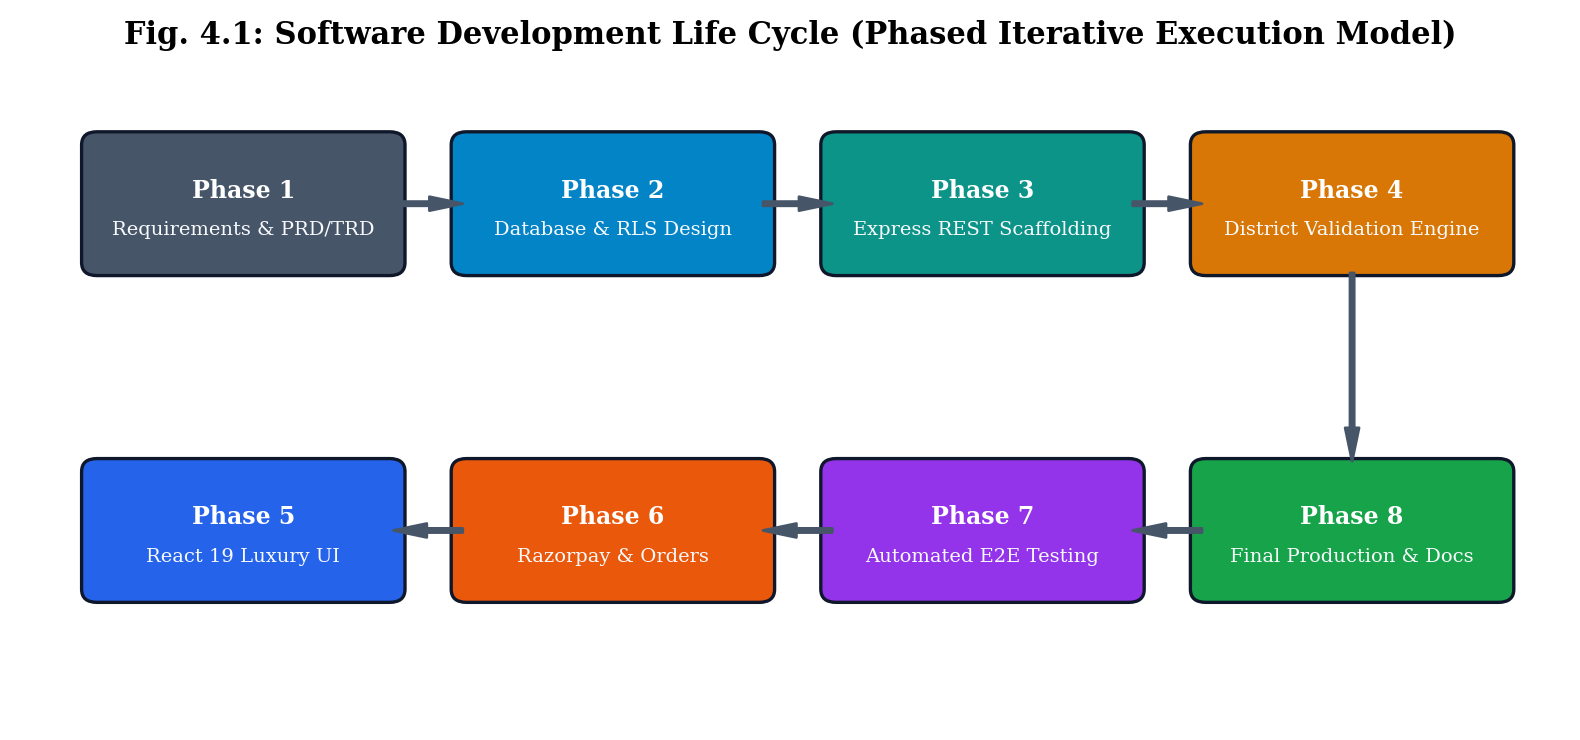 Fig. 4.1: Software Development Life Cycle (Phased Iterative Execution Model)
Phase 1
Requirements & PRD/TRD
Phase 2
Database & RLS Design
Phase 3
Express REST Scaffolding
Phase 4
District Validation Engine
Phase 5
React 19 Luxury UI
Phase 6
Razorpay & Orders
Phase 7
Automated E2E Testing
Phase 8
Final Production & Docs